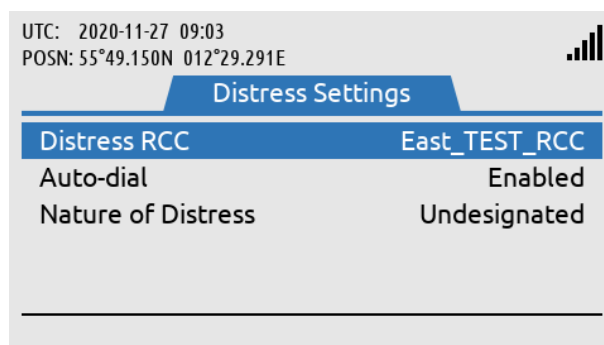 UTC: 2020-11-27 09:03
POSN: 55°49.150N 012°29.291E
Distress Settings
Distress RCC East_TEST_RCC
Auto-dial Enabled
Nature of Distress Undesignated